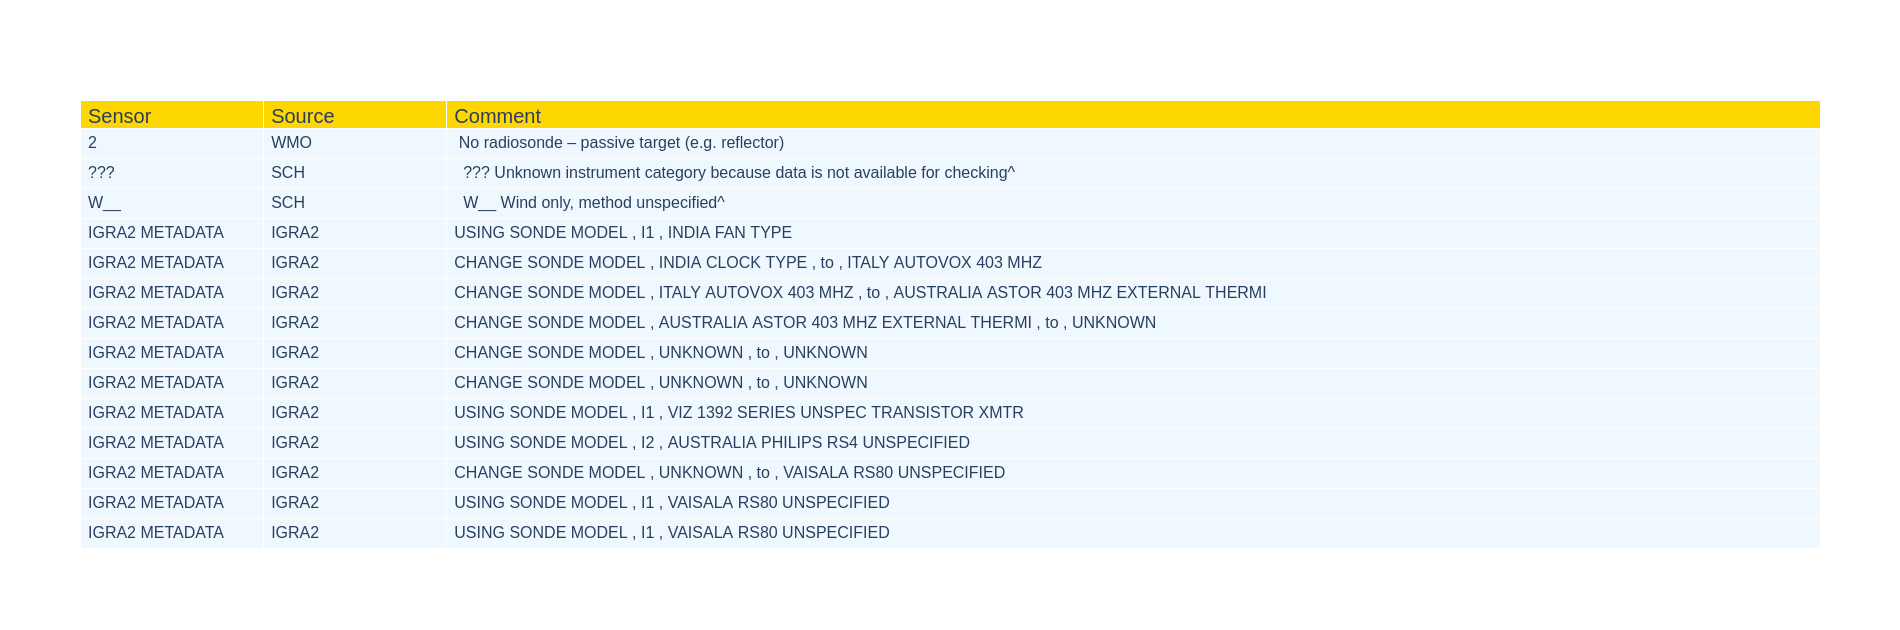 Sensor Source Comment
2 WMO No radiosonde – passive target (e.g. reflector)
??? SCH ??? Unknown instrument category because data is not available for checking^
W__ SCH W__ Wind only, method unspecified^
IGRA2 METADATA IGRA2 USING SONDE MODEL , I1 , INDIA FAN TYPE
IGRA2 METADATA IGRA2 CHANGE SONDE MODEL , INDIA CLOCK TYPE , to , ITALY AUTOVOX 403 MHZ
IGRA2 METADATA IGRA2 CHANGE SONDE MODEL , ITALY AUTOVOX 403 MHZ , to , AUSTRALIA ASTOR 403 MHZ EXTERNAL THERMI
IGRA2 METADATA IGRA2 CHANGE SONDE MODEL , AUSTRALIA ASTOR 403 MHZ EXTERNAL THERMI , to , UNKNOWN
IGRA2 METADATA IGRA2 CHANGE SONDE MODEL , UNKNOWN , to , UNKNOWN
IGRA2 METADATA IGRA2 CHANGE SONDE MODEL , UNKNOWN , to , UNKNOWN
IGRA2 METADATA IGRA2 USING SONDE MODEL , I1 , VIZ 1392 SERIES UNSPEC TRANSISTOR XMTR
IGRA2 METADATA IGRA2 USING SONDE MODEL , I2 , AUSTRALIA PHILIPS RS4 UNSPECIFIED
IGRA2 METADATA IGRA2 CHANGE SONDE MODEL , UNKNOWN , to , VAISALA RS80 UNSPECIFIED
IGRA2 METADATA IGRA2 USING SONDE MODEL , I1 , VAISALA RS80 UNSPECIFIED
IGRA2 METADATA IGRA2 USING SONDE MODEL , I1 , VAISALA RS80 UNSPECIFIED